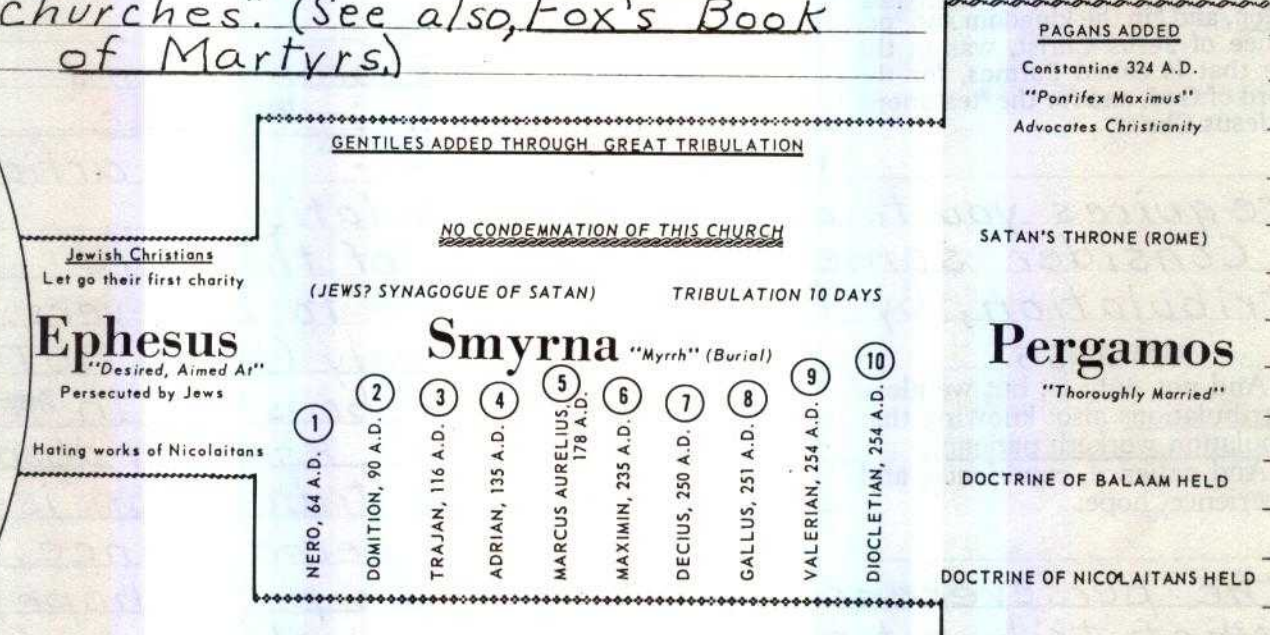 churches." (See also, Fox's Book
of Martyrs.)
GENTILES ADDED THROUGH GREAT TRIBULATION
NO CONDEMNATION OF THIS CHURCH
Jewish Christians
Let go their first charity
Ephesus
"Desired, Aimed At"
Persecuted by Jews
Hating works of Nicolaitans
(JEWS? SYNAGOGUE OF SATAN) TRIBULATION 10 DAYS
Smyrna "Myrrh" (Burial)
1 NERO, 64 A.D.
2 DOMITION, 90 A.D.
3 TRAJAN, 116 A.D.
4 ADRIAN, 135 A.D.
5 MARCUS AURELIUS,
178 A.D.
6 MAXIMIN, 235 A.D.
7 DECIUS, 250 A.D.
8 GALLUS, 251 A.D.
9 VALERIAN, 254 A.D.
10 DIOCLETIAN, 254 A.D.
PAGANS ADDED
Constantine 324 A.D.
"Pontifex Maximus"
Advocates Christianity
SATAN'S THRONE (ROME)
Pergamos
"Thoroughly Married"
DOCTRINE OF BALAAM HELD
DOCTRINE OF NICOLAITANS HELD